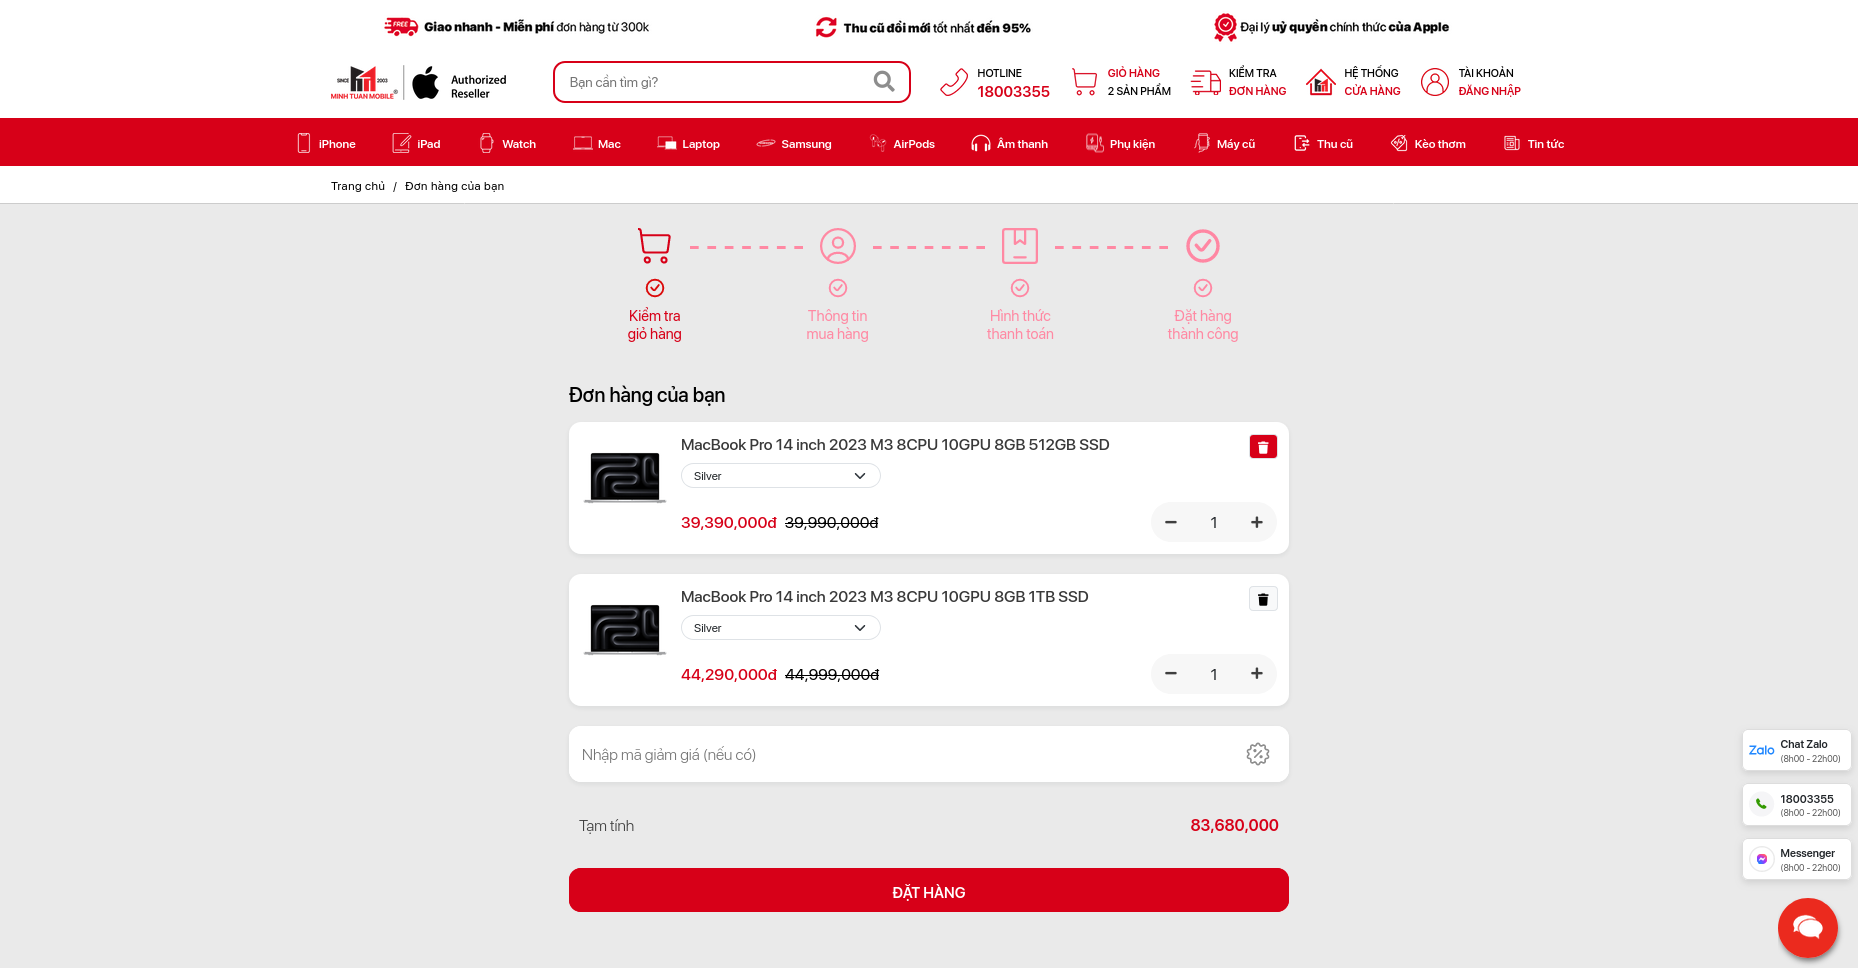 Giao nhanh - Miễn phí đơn hàng từ 300k
Thu cũ đổi mới tốt nhất đến 95%
Đại lý uỷ quyền chính thức của Apple
SINCE 2003
MINH TUAN MOBILE®
Authorized
Reseller
Bạn cần tìm gì?
HOTLINE
18003355
GIỎ HÀNG
2 SẢN PHẨM
KIỂM TRA
ĐƠN HÀNG
HỆ THỐNG
CỬA HÀNG
TÀI KHOẢN
ĐĂNG NHẬP
iPhone
iPad
Watch
Mac
Laptop
Samsung
AirPods
Âm thanh
Phụ kiện
Máy cũ
Thu cũ
Kèo thơm
Tin tức
Trang chủ / Đơn hàng của bạn
Kiểm tra
giỏ hàng
Thông tin
mua hàng
Hình thức
thanh toán
Đặt hàng
thành công
Đơn hàng của bạn
MacBook Pro 14 inch 2023 M3 8CPU 10GPU 8GB 512GB SSD
Silver
39,390,000đ 39,990,000đ
1
MacBook Pro 14 inch 2023 M3 8CPU 10GPU 8GB 1TB SSD
Silver
44,290,000đ 44,999,000đ
1
Nhập mã giảm giá (nếu có)
Tạm tính 83,680,000
ĐẶT HÀNG
Zalo
Chat Zalo
(8h00 - 22h00)
18003355
(8h00 - 22h00)
Messenger
(8h00 - 22h00)